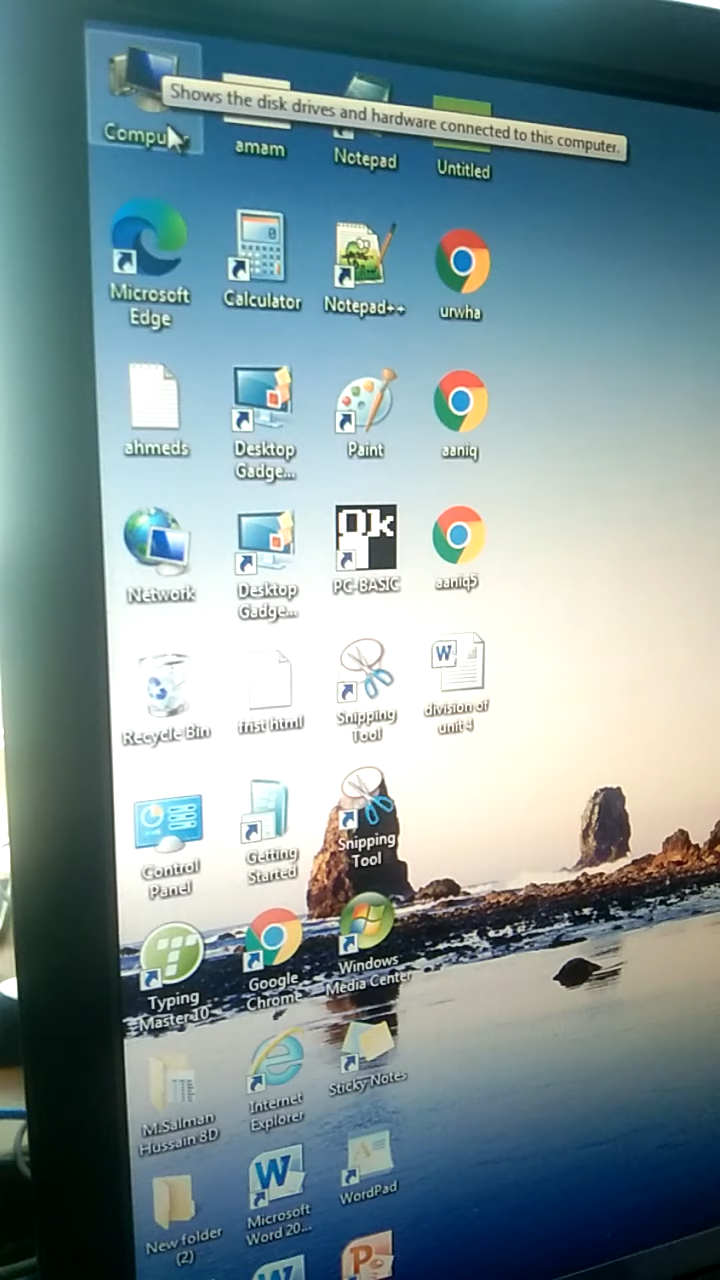 Shows the disk drives and hardware connected to this computer.
amam
Notepad
Untitled
Microsoft
Edge
Calculator
Notepad++
urwha
ahmeds
Desktop
Gadge...
Paint
aaniq
Network
Desktop
Gadge...
Ok
PC-BASIC
aaniq5
Recycle Bin
frist html
Snipping
Tool
W
division of
unit 4
Control
Panel
Getting
Started
Snipping
Tool
Typing
Master 10
Google
Chrome
Windows
Media Center
M.Salman
Hussain 8D
Internet
Explorer
Sticky Notes
New folder
(2)
W
Microsoft
Word 20...
A
WordPad
W
P